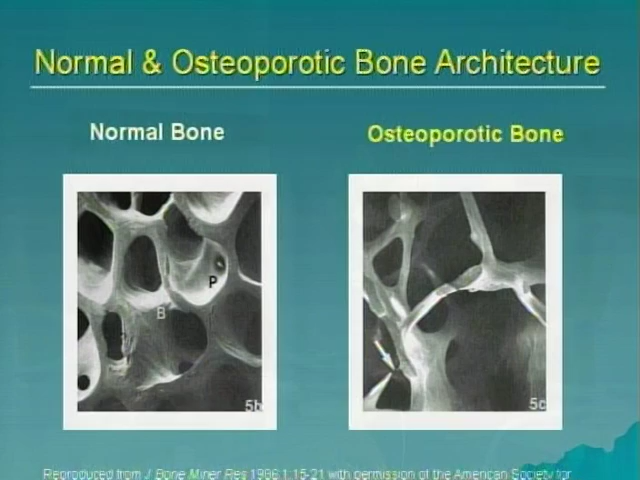 Normal & Osteoporotic Bone Architecture
Normal Bone
Osteoporotic Bone
P
B
5b
5c
Reproduced from J Bone Miner Res 1986;1:15-21 with permission of the American Society for